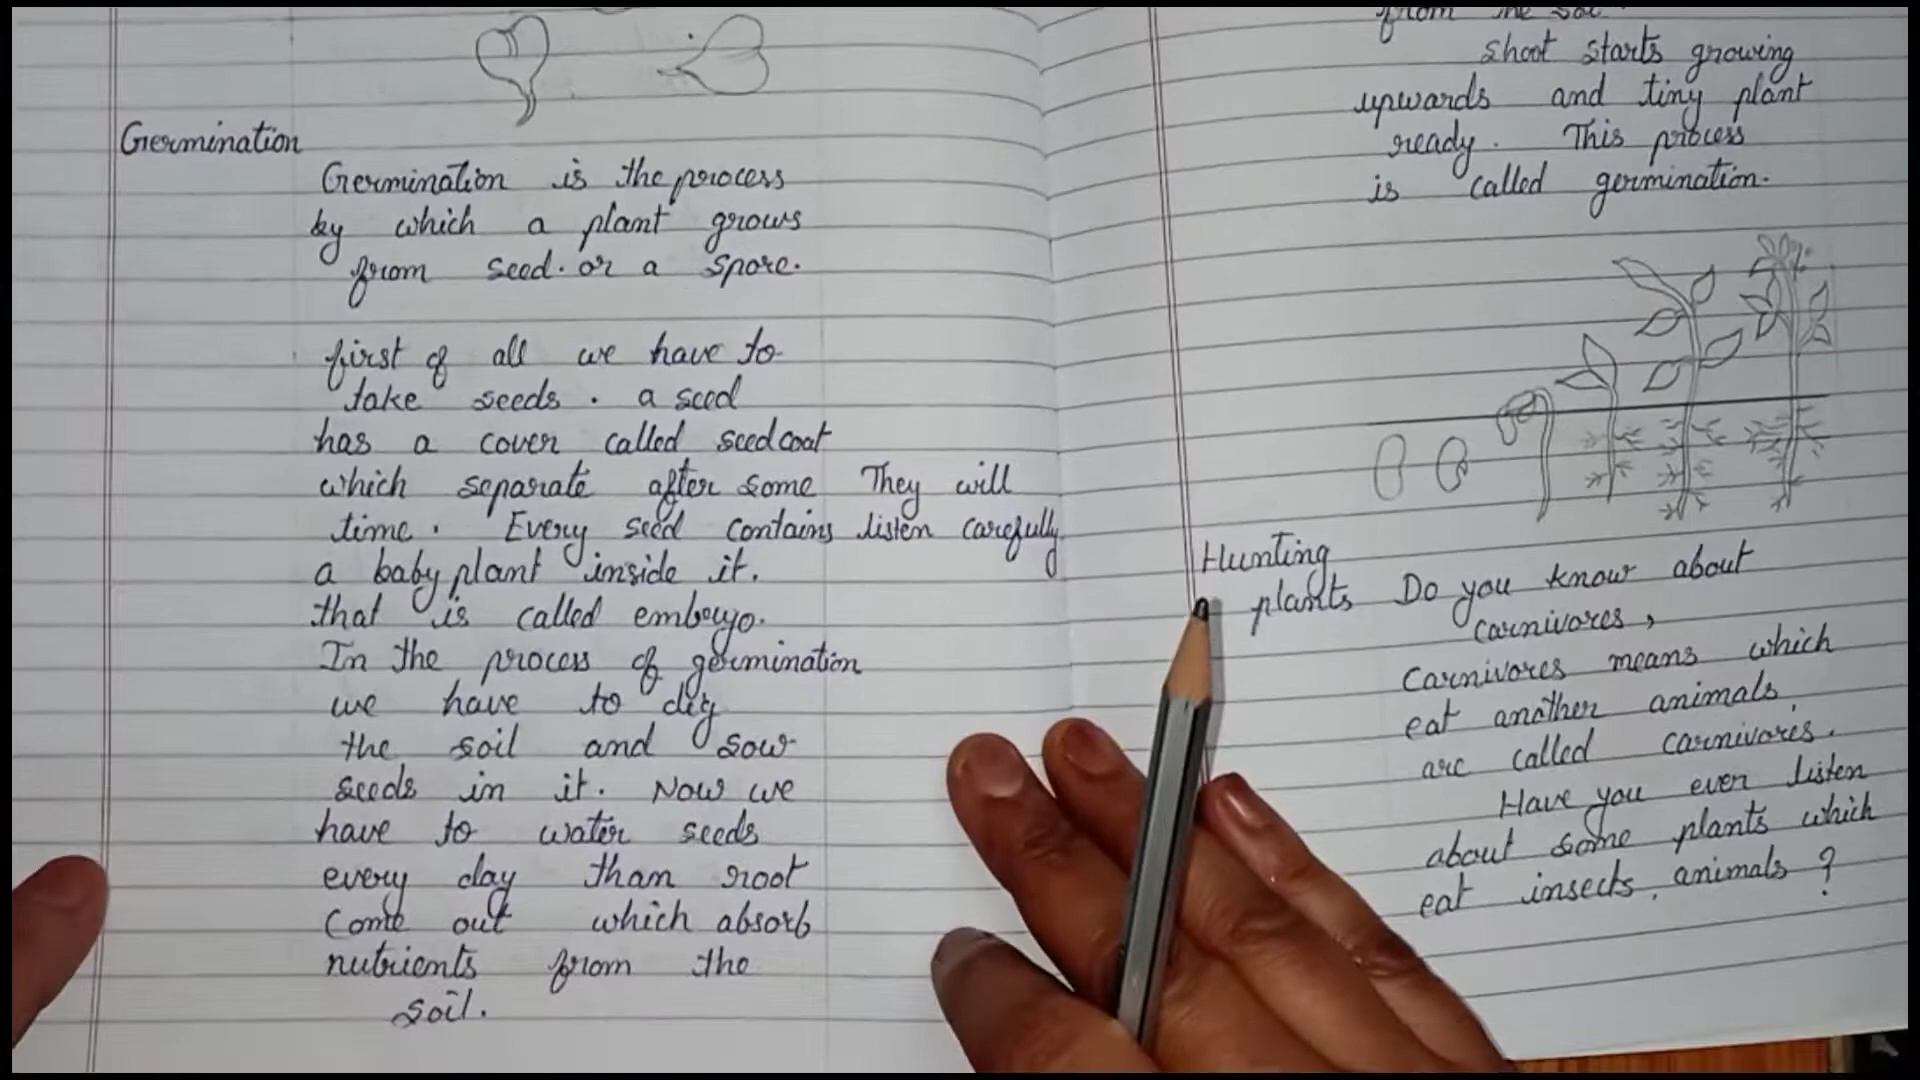 Germination
Germination is the process
by which a plant grows
from seed. or a spore.
first of all we have to
take seeds. a seed
has a cover called seedcoat
which separate after some
time. Every seed contains
a baby plant inside it.
that is called embryo.
In the process of germination
we have to dig
the soil and sow
seeds in it. Now we
have to water seeds
every day than root
Come out which absorb
nutrients from the
soil.
They will
listen carefully
from the soil
shoot starts growing
upwards and tiny plant
ready. This process
is called germination.
Hunting
plants
Do you know about
carnivores,
Carnivores means which
eat another animals,
are called carnivores.
Have you ever listen
about some plants which
eat insects, animals ?